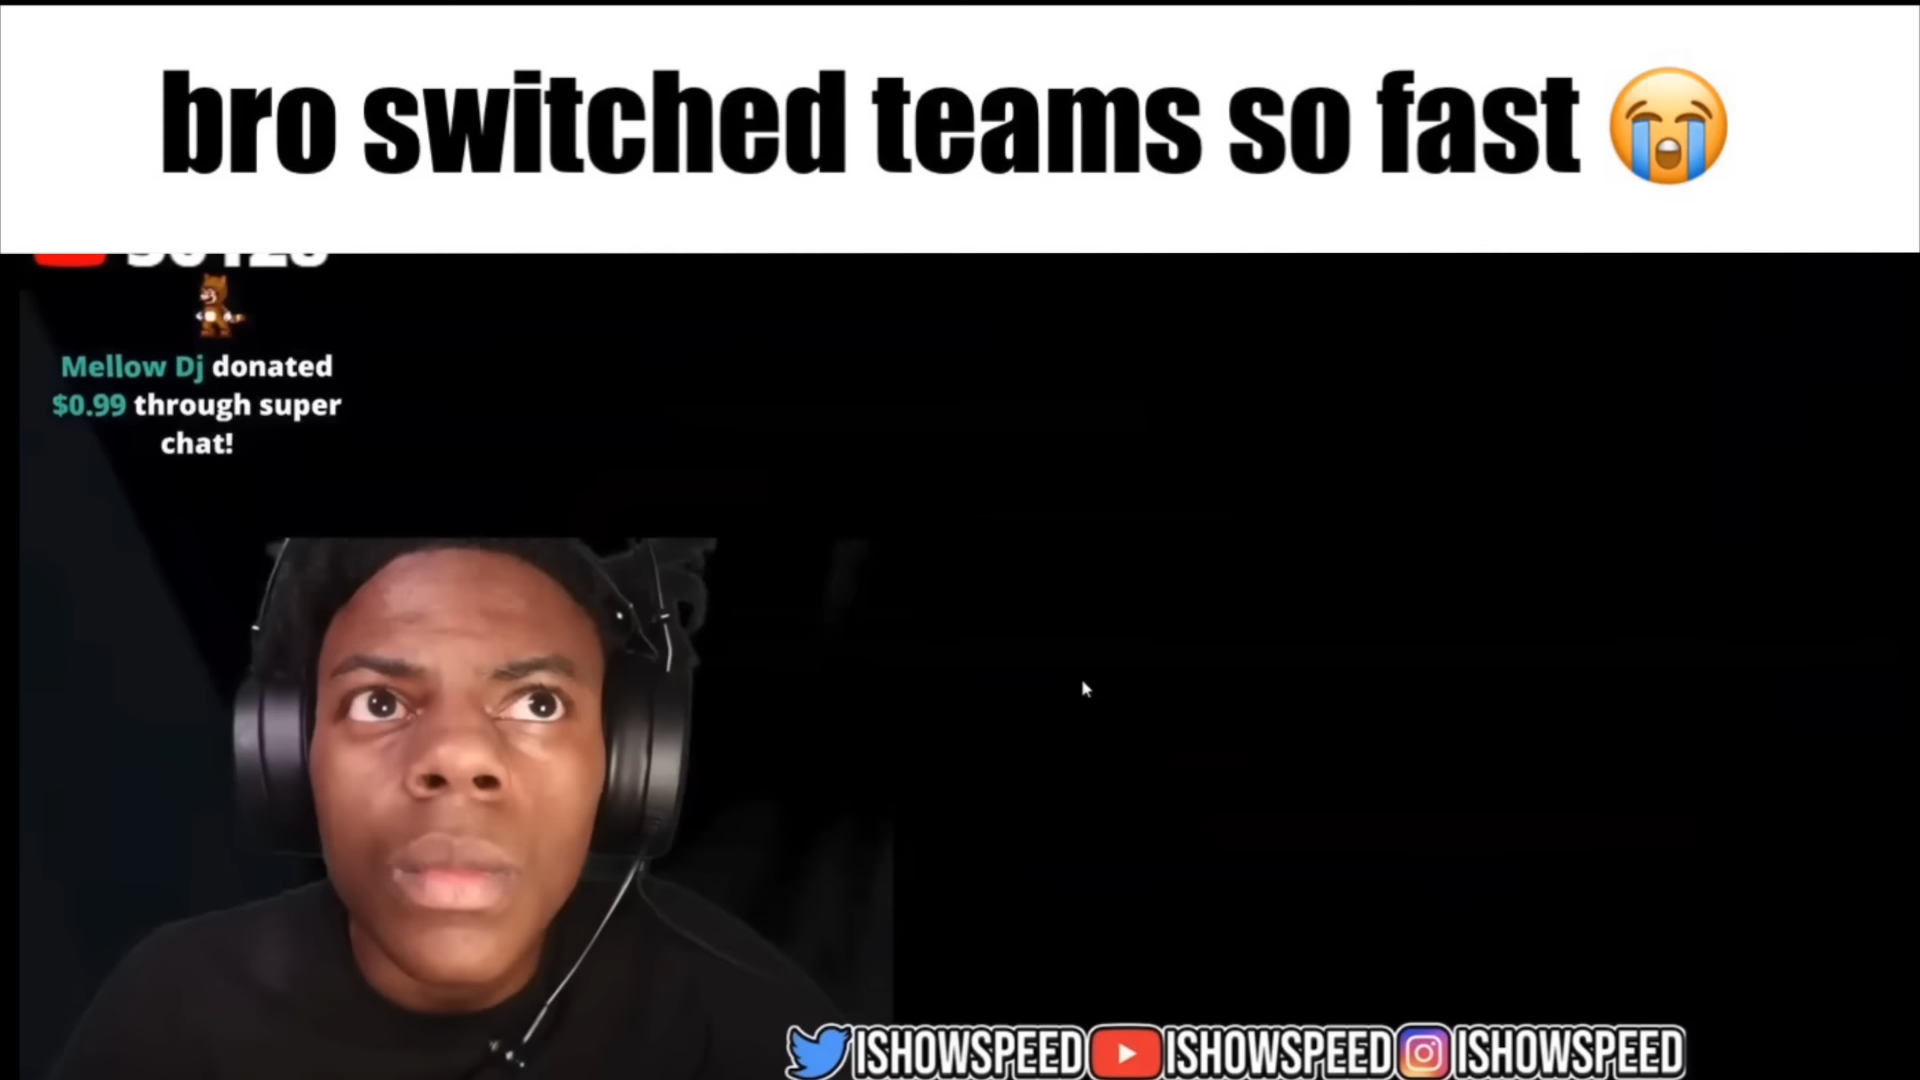 bro switched teams so fast 😭
Mellow Dj donated
$0.99 through super
chat!
ISHOWSPEED ISHOWSPEED ISHOWSPEED